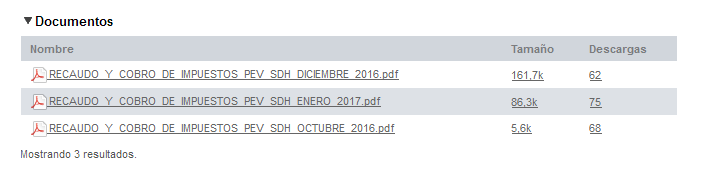 Documentos
Nombre Tamaño Descargas
RECAUDO_Y_COBRO_DE_IMPUESTOS_PEV_SDH_DICIEMBRE_2016.pdf 161,7k 62
RECAUDO_Y_COBRO_DE_IMPUESTOS_PEV_SDH_ENERO_2017.pdf 86,3k 75
RECAUDO_Y_COBRO_DE_IMPUESTOS_PEV_SDH_OCTUBRE_2016.pdf 5,6k 68
Mostrando 3 resultados.